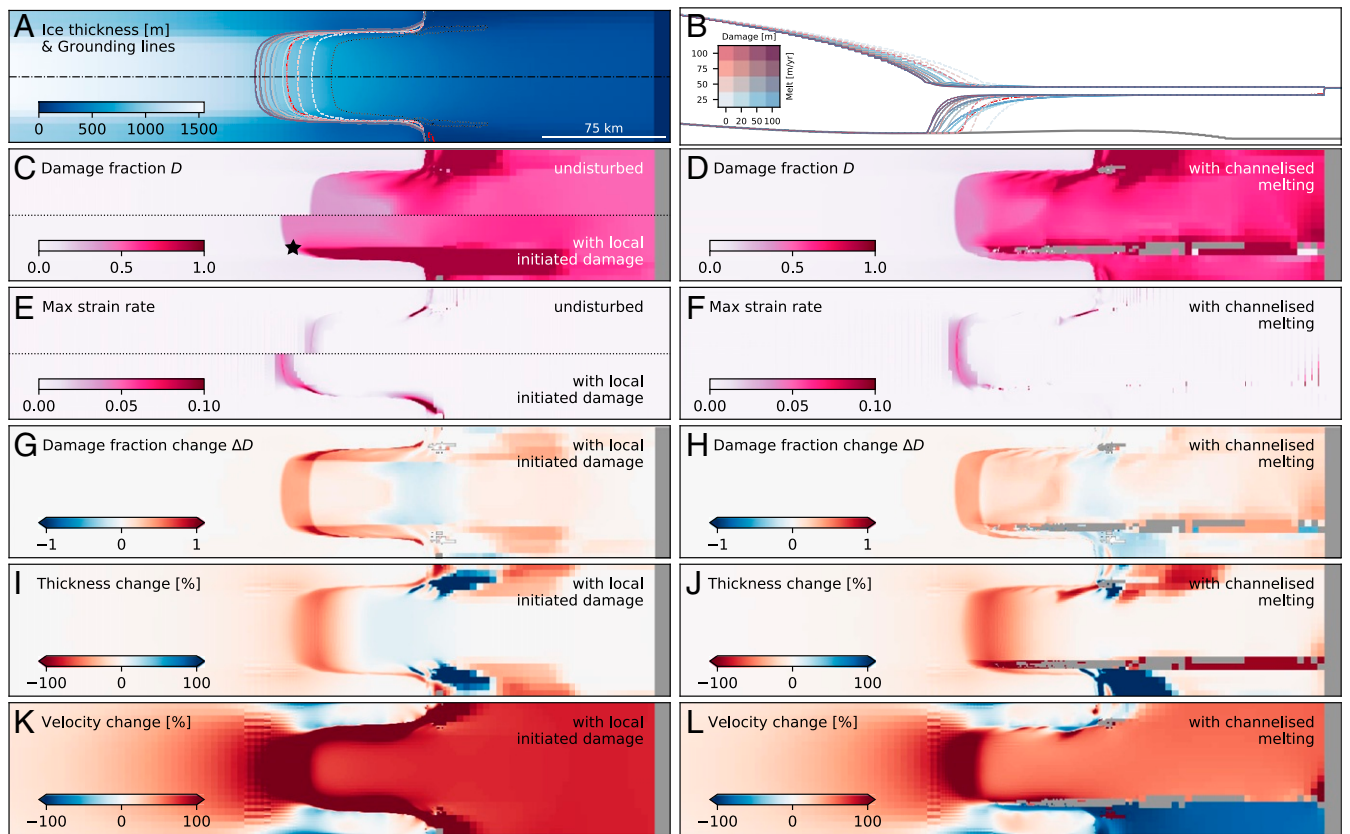 A Ice thickness [m]
& Grounding lines
0 500 1000 1500
75 km
B
Damage [m]
100
75
50
25
Melt [m/yr]
0 20 50 100
C Damage fraction D
undisturbed
with local
initiated damage
0.0 0.5 1.0
D Damage fraction D
with channelised
melting
0.0 0.5 1.0
E Max strain rate
undisturbed
with local
initiated damage
0.00 0.05 0.10
F Max strain rate
with channelised
melting
0.00 0.05 0.10
G Damage fraction change ΔD
with local
initiated damage
−1 0 1
H Damage fraction change ΔD
with channelised
melting
−1 0 1
I Thickness change [%]
with local
initiated damage
−100 0 100
J Thickness change [%]
with channelised
melting
−100 0 100
K Velocity change [%]
with local
initiated damage
−100 0 100
L Velocity change [%]
with channelised
melting
−100 0 100